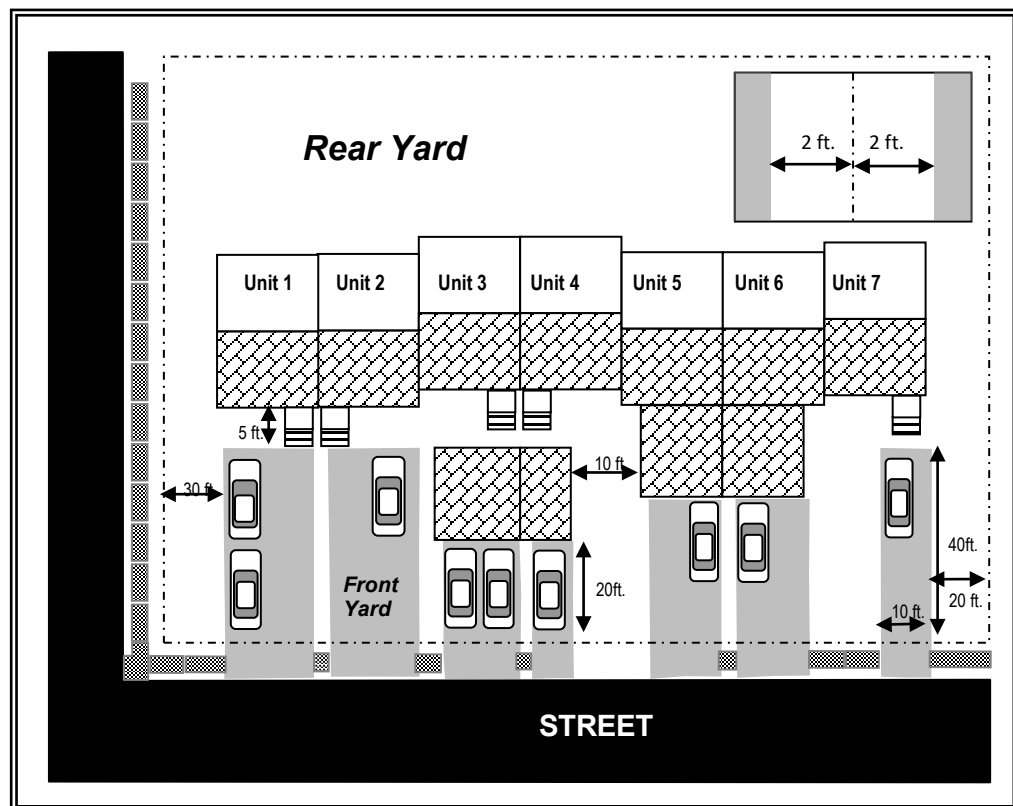 2 ft. 2 ft.
Rear Yard
Unit 1 Unit 2 Unit 3 Unit 4 Unit 5 Unit 6 Unit 7
5 ft.
10 ft
30 ft.
40ft.
Front
Yard
20ft.
20 ft.
10 ft.
STREET